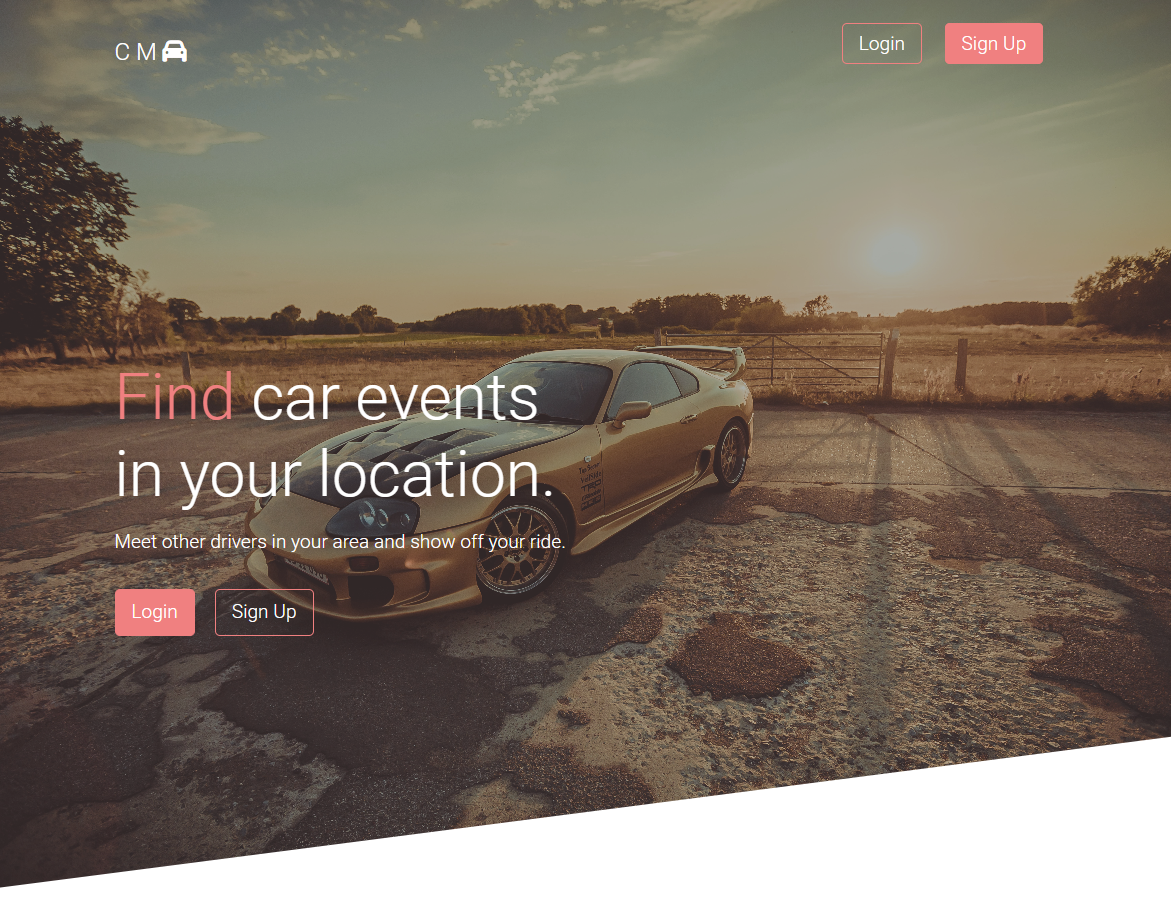 C M
Login
Sign Up
Find car events
in your location.
Meet other drivers in your area and show off your ride.
Login
Sign Up
TRD